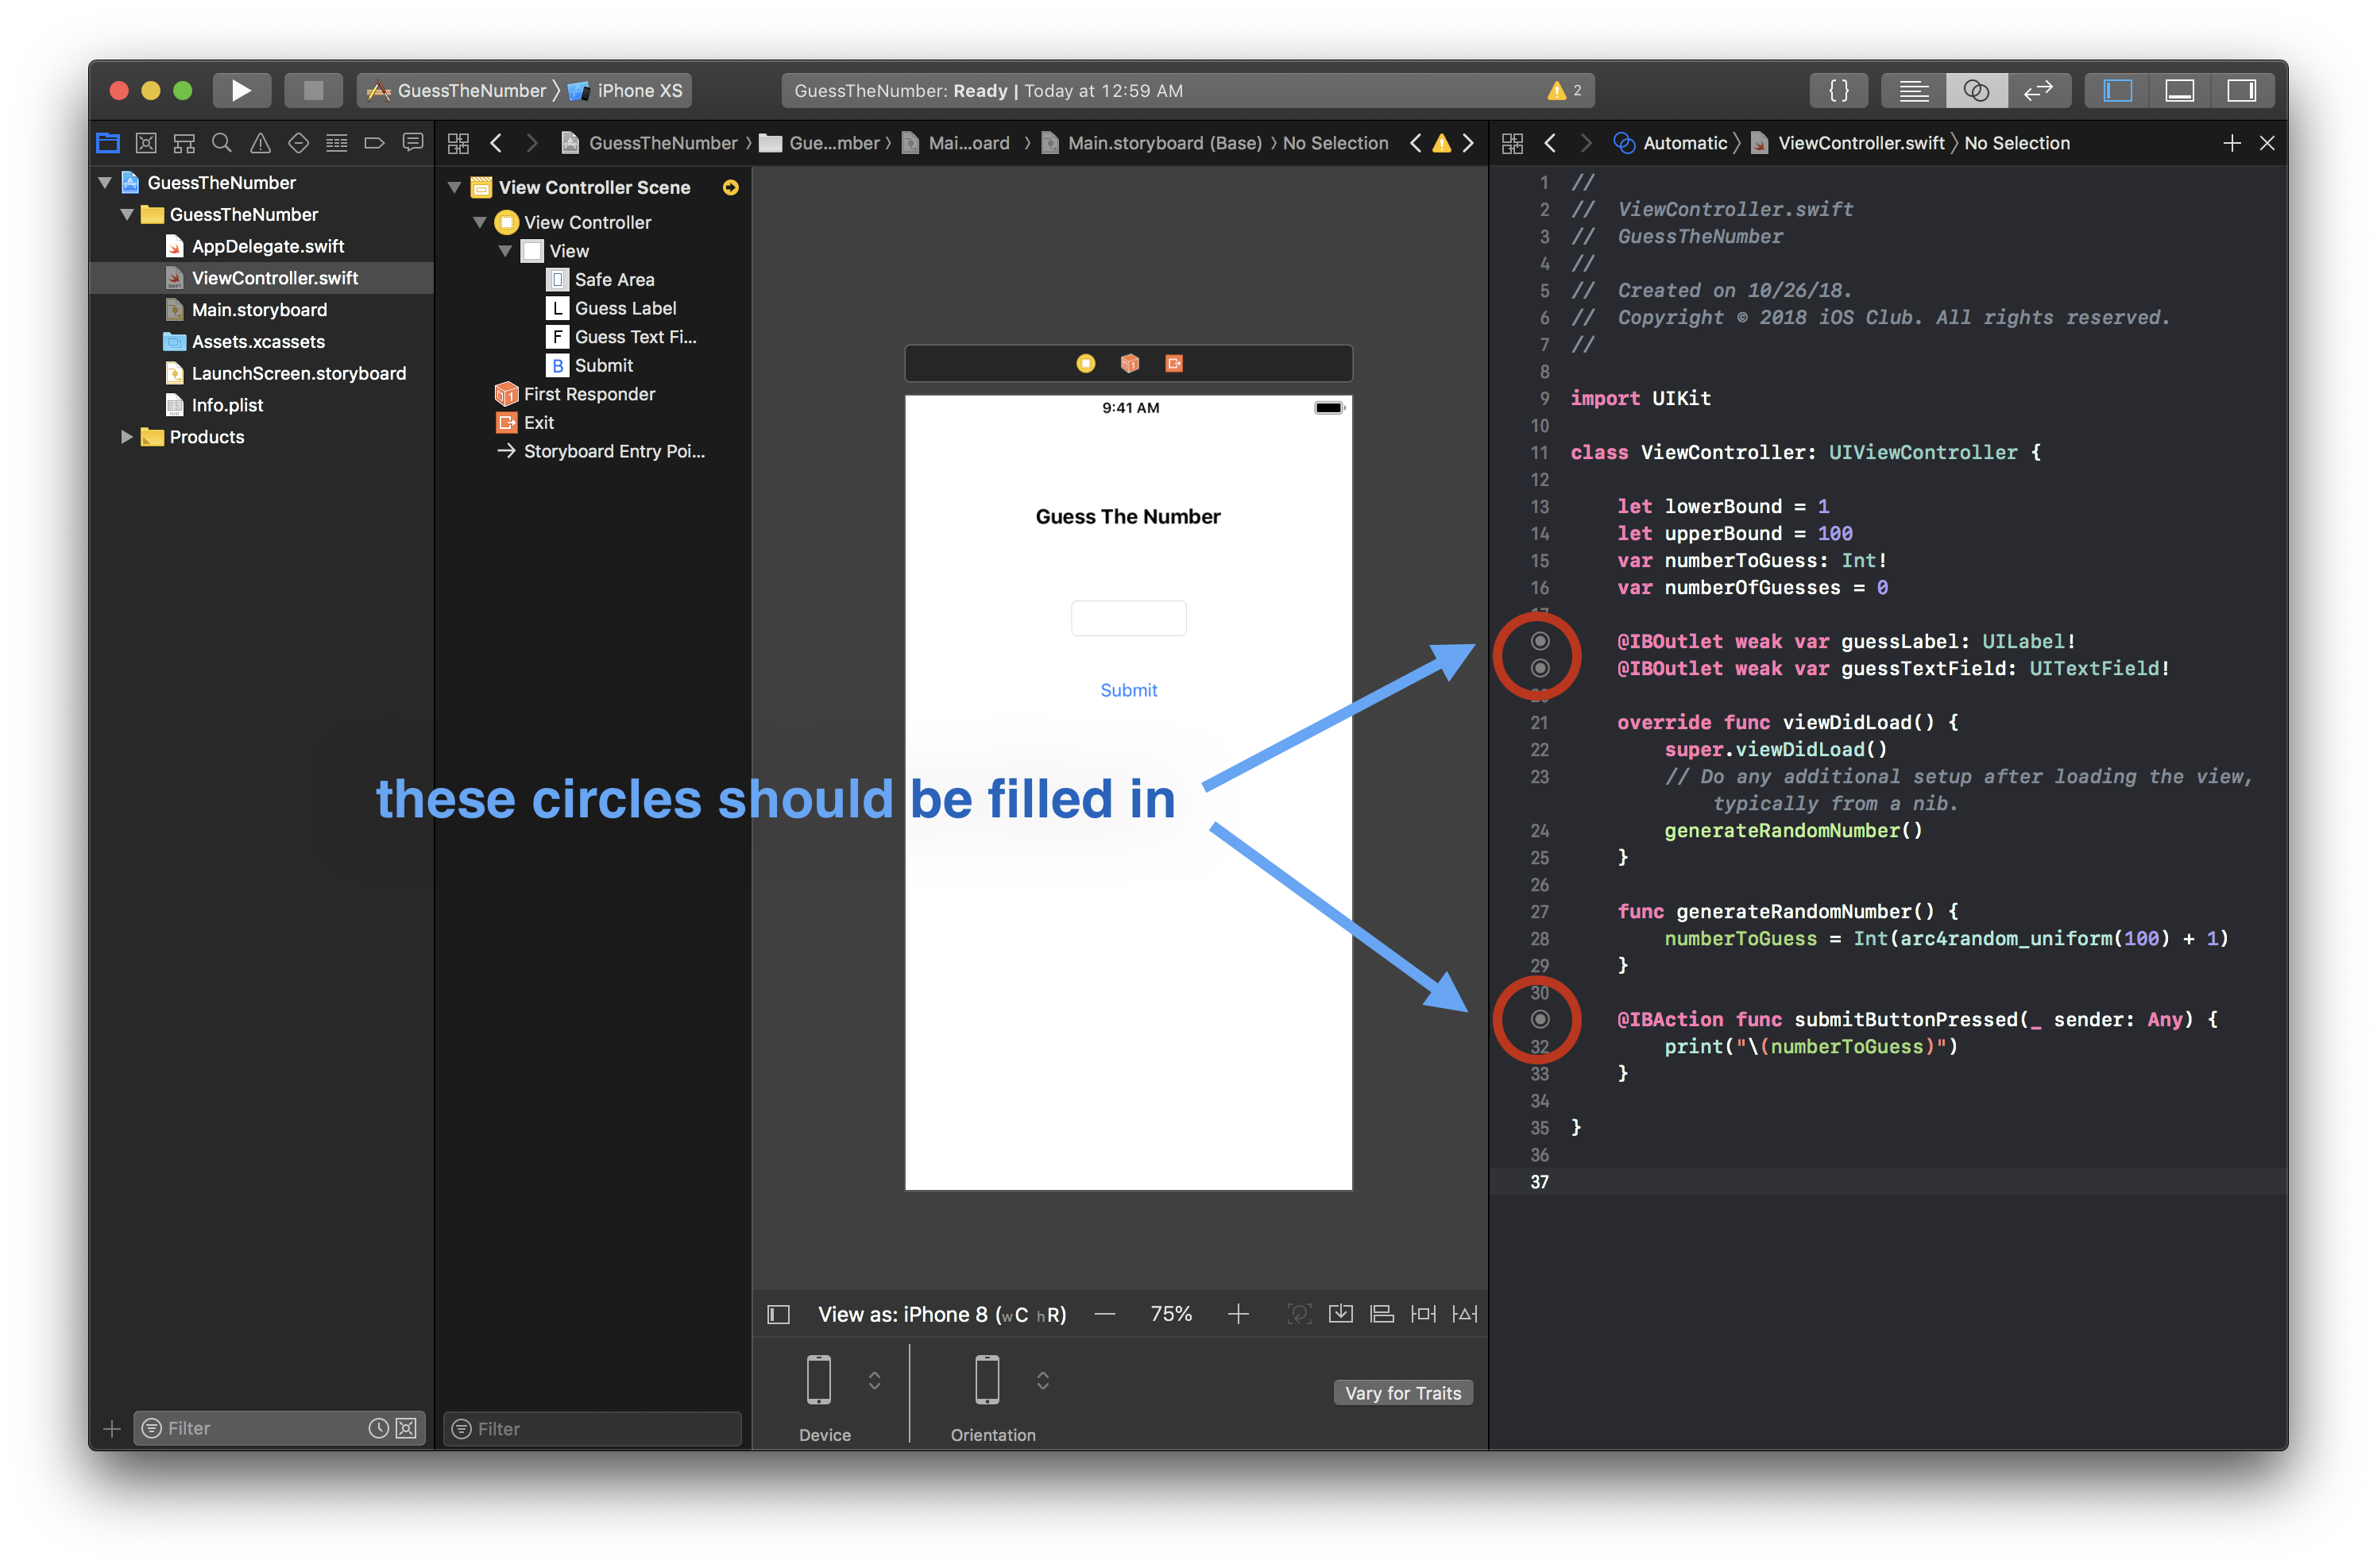 GuessTheNumber 〉 iPhone XS
GuessTheNumber: Ready | Today at 12:59 AM
2
{ }
GuessTheNumber 〉 Gue...mber 〉 Mai...oard 〉 Main.storyboard (Base) 〉 No Selection
Automatic 〉 ViewController.swift 〉 No Selection
GuessTheNumber
GuessTheNumber
AppDelegate.swift
ViewController.swift
Main.storyboard
Assets.xcassets
LaunchScreen.storyboard
Info.plist
Products
Filter
View Controller Scene
View Controller
View
Safe Area
L Guess Label
F Guess Text Fi...
B Submit
First Responder
Exit
Storyboard Entry Poi...
Filter
9:41 AM
Guess The Number
Submit
these circles should be filled in
View as: iPhone 8 (wC hR)
75%
Device
Orientation
Vary for Traits
1 //
2 //  ViewController.swift
3 //  GuessTheNumber
4 //
5 //  Created on 10/26/18.
6 //  Copyright © 2018 iOS Club. All rights reserved.
7 //
8
9 import UIKit
10
11 class ViewController: UIViewController {
12
13     let lowerBound = 1
14     let upperBound = 100
15     var numberToGuess: Int!
16     var numberOfGuesses = 0
17
@IBOutlet weak var guessLabel: UILabel!
@IBOutlet weak var guessTextField: UITextField!
20
21     override func viewDidLoad() {
22         super.viewDidLoad()
23         // Do any additional setup after loading the view,
typically from a nib.
24         generateRandomNumber()
25     }
26
27     func generateRandomNumber() {
28         numberToGuess = Int(arc4random_uniform(100) + 1)
29     }
30
@IBAction func submitButtonPressed(_ sender: Any) {
32         print("\(numberToGuess)")
33     }
34
35 }
36
37